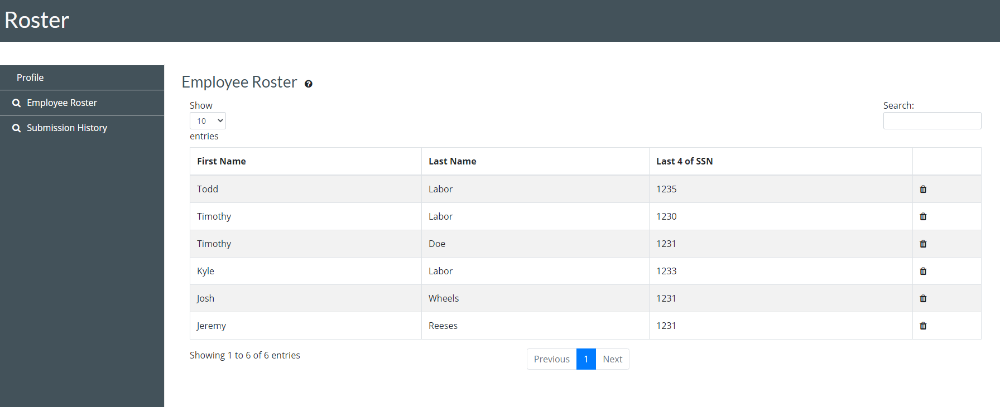 Roster
Profile
Employee Roster
Submission History
Employee Roster
Show
10
entries
Search:
First Name Last Name Last 4 of SSN
Todd Labor 1235
Timothy Labor 1230
Timothy Doe 1231
Kyle Labor 1233
Josh Wheels 1231
Jeremy Reeses 1231
Showing 1 to 6 of 6 entries
Previous 1 Next